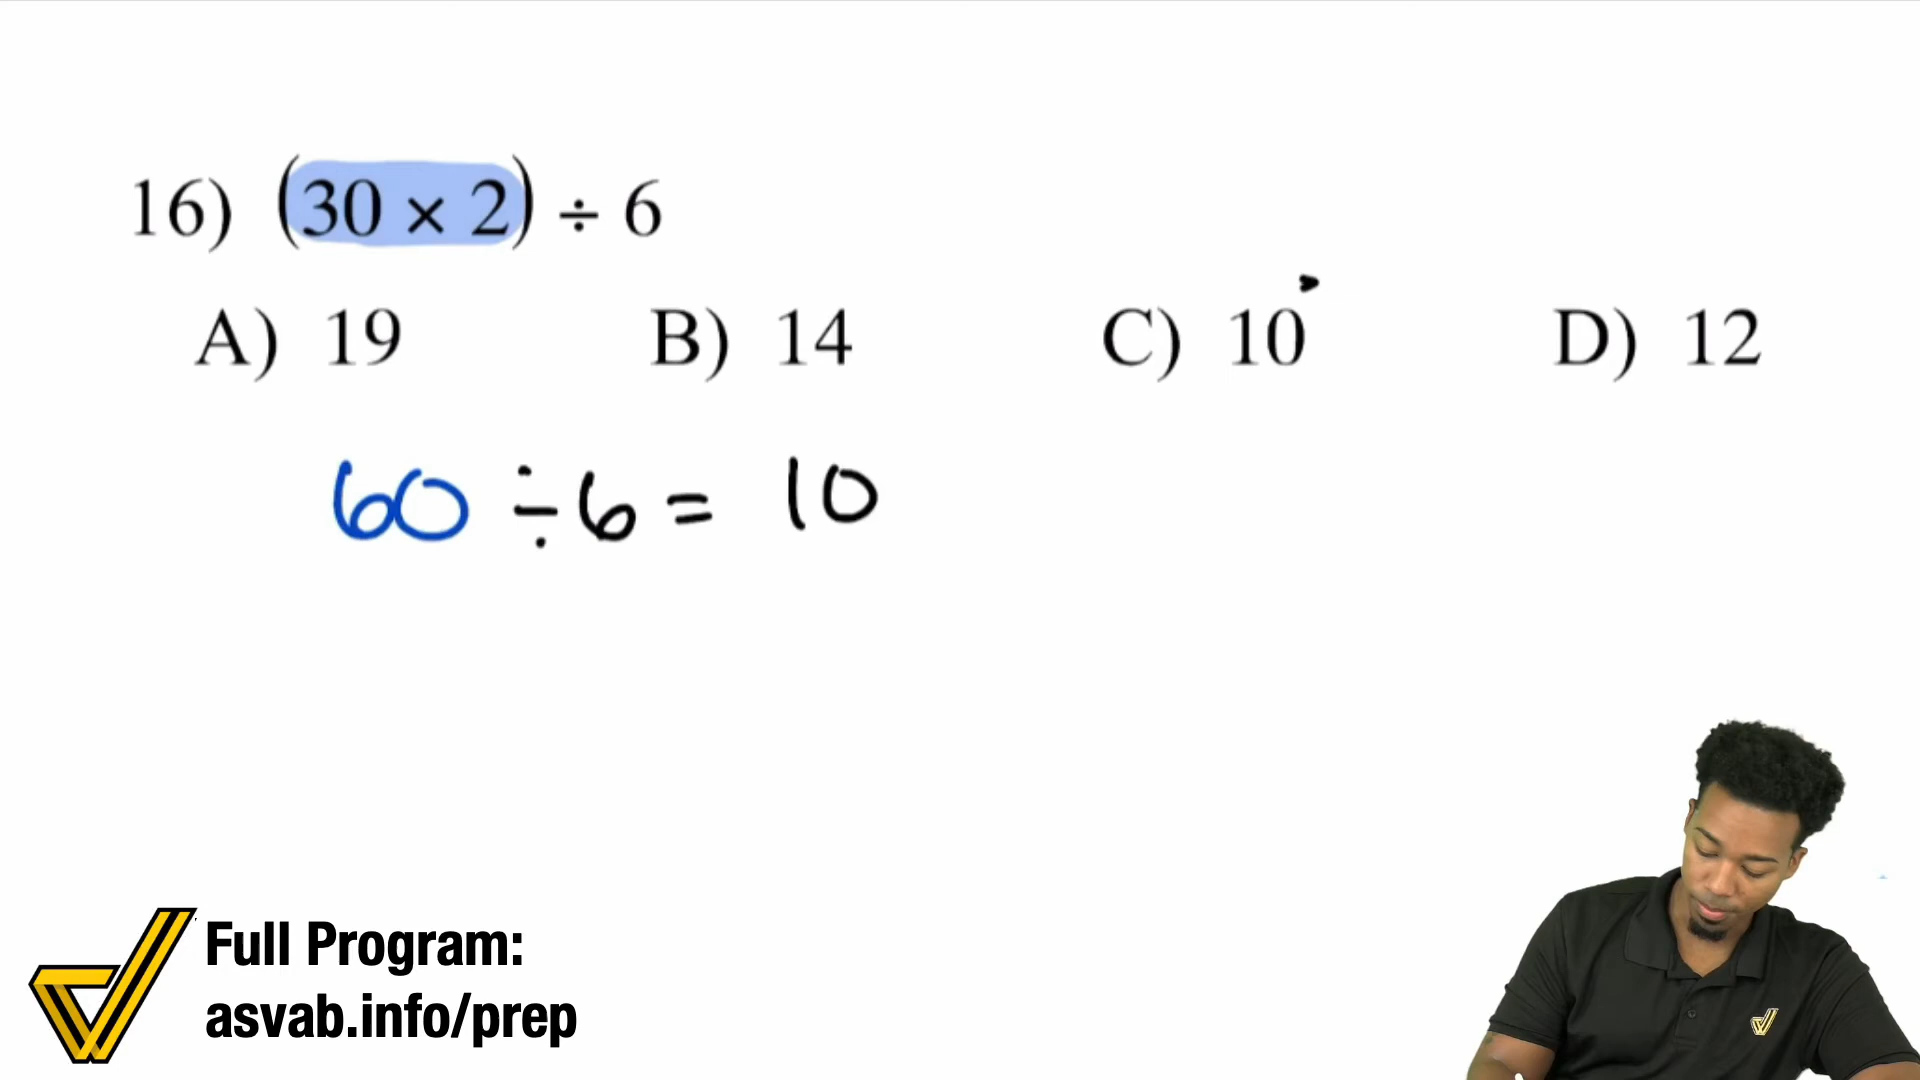 16) (30 × 2) ÷ 6
A) 19 B) 14 C) 10 D) 12
60 ÷ 6 = 10
Full Program:
asvab.info/prep